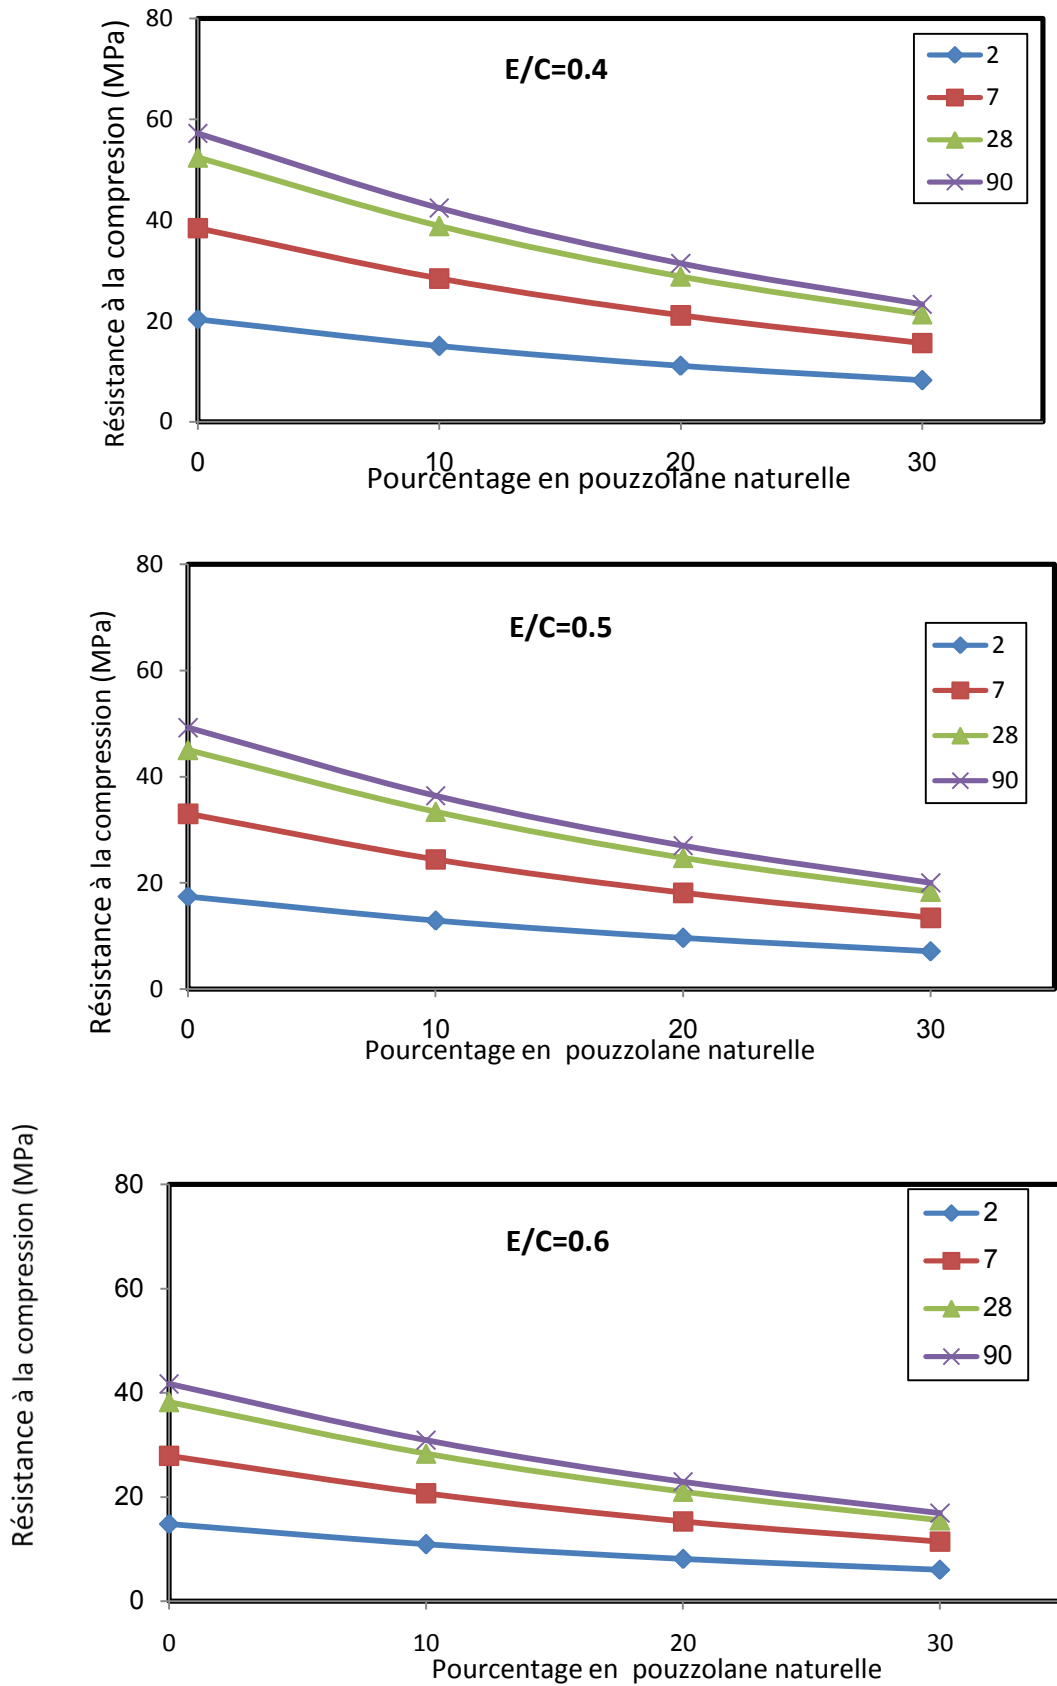 Résistance à la compresion (MPa)
80
60
40
20
0
E/C=0.4
2
7
28
90
0 10 20 30
Pourcentage en pouzzolane naturelle
Résistance à la compression (MPa)
80
60
40
20
0
E/C=0.5
2
7
28
90
0 10 20 30
Pourcentage en pouzzolane naturelle
Résistance à la compression (MPa)
80
60
40
20
0
E/C=0.6
2
7
28
90
0 10 20 30
Pourcentage en pouzzolane naturelle